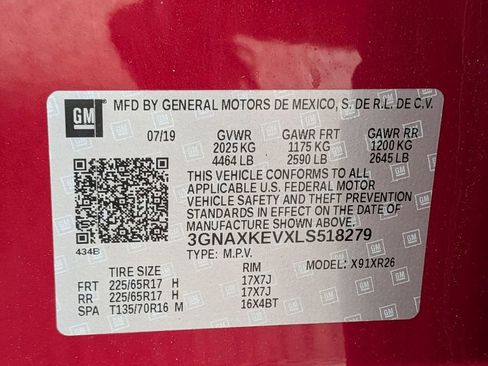 GM MFD BY GENERAL MOTORS DE MEXICO, S. DE R.L. DE C.V.
07/19 GVWR GAWR FRT GAWR RR
2025 KG 1175 KG 1200 KG
4464 LB 2590 LB 2645 LB
THIS VEHICLE CONFORMS TO ALL
APPLICABLE U.S. FEDERAL MOTOR
VEHICLE SAFETY AND THEFT PREVENTION
STANDARDS IN EFFECT ON THE DATE OF
MANUFACTURE SHOWN ABOVE.
3GNAXKEVXLS518279
434B TYPE: M.P.V.
TIRE SIZE RIM MODEL: X91XR26
FRT 225/65R17 H 17X7J
RR 225/65R17 H 17X7J
SPA T135/70R16 M 16X4BT